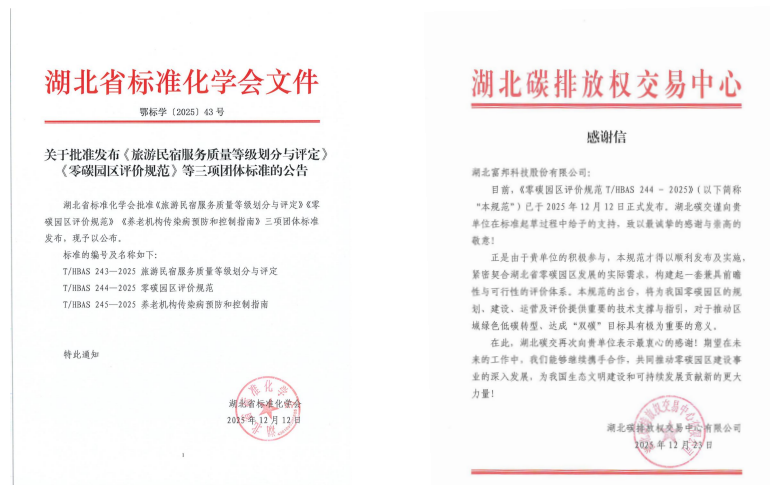 湖北省标准化学会文件
鄂标学〔2025〕43 号
关于批准发布《旅游民宿服务质量等级划分与评定》
《零碳园区评价规范》等三项团体标准的公告
湖北省标准化学会批准《旅游民宿服务质量等级划分与评定》《零
碳园区评价规范》《养老机构传染病预防和控制指南》三项团体标准
发布，现予以公布。
标准的编号及名称如下：
T/HBAS 243—2025 旅游民宿服务质量等级划分与评定
T/HBAS 244—2025 零碳园区评价规范
T/HBAS 245—2025 养老机构传染病预防和控制指南
特此通知
湖北省标准化学会
2025 年 12 月 12 日
1
湖北碳排放权交易中心
感谢信
湖北富邦科技股份有限公司：
目前，《零碳园区评价规范 T/HBAS 244 - 2025》（以下简称
“本规范”）已于 2025 年 12 月 12 日正式发布。湖北碳交谨向贵
单位在标准起草过程中给予的支持，致以最诚挚的感谢与崇高的
敬意！
正是由于贵单位的积极参与，本规范才得以顺利发布及实施，
紧密契合湖北省零碳园区发展的实际需求，构建起一套兼具前瞻
性与可行性的评价体系。本规范的出台，将为我国零碳园区的规
划、建设、运营及评价提供重要的技术支撑与指引，对于推动区
域绿色低碳转型、达成“双碳”目标具有极为重要的意义。
在此，湖北碳交再次向贵单位表示最衷心的感谢！期望在未
来的工作中，我们能够继续携手合作，共同推动零碳园区建设事
业的深入发展，为我国生态文明建设和可持续发展贡献新的更大
力量！
湖北碳排放权交易中心有限公司
2025 年 12 月 23 日